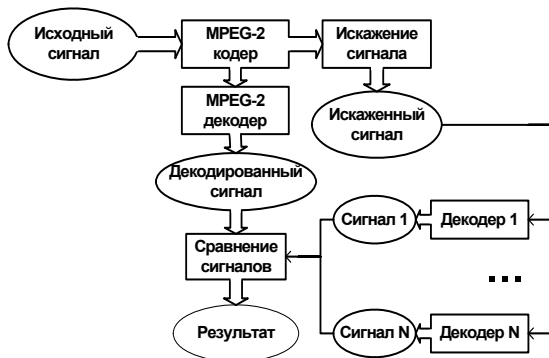 Исходный
сигнал
MPEG-2
кодер
Искажение
сигнала
MPEG-2
декодер
Искаженный
сигнал
Декодированный
сигнал
Сигнал 1
Декодер 1
Сравнение
сигналов
...
Результат
Сигнал N
Декодер N